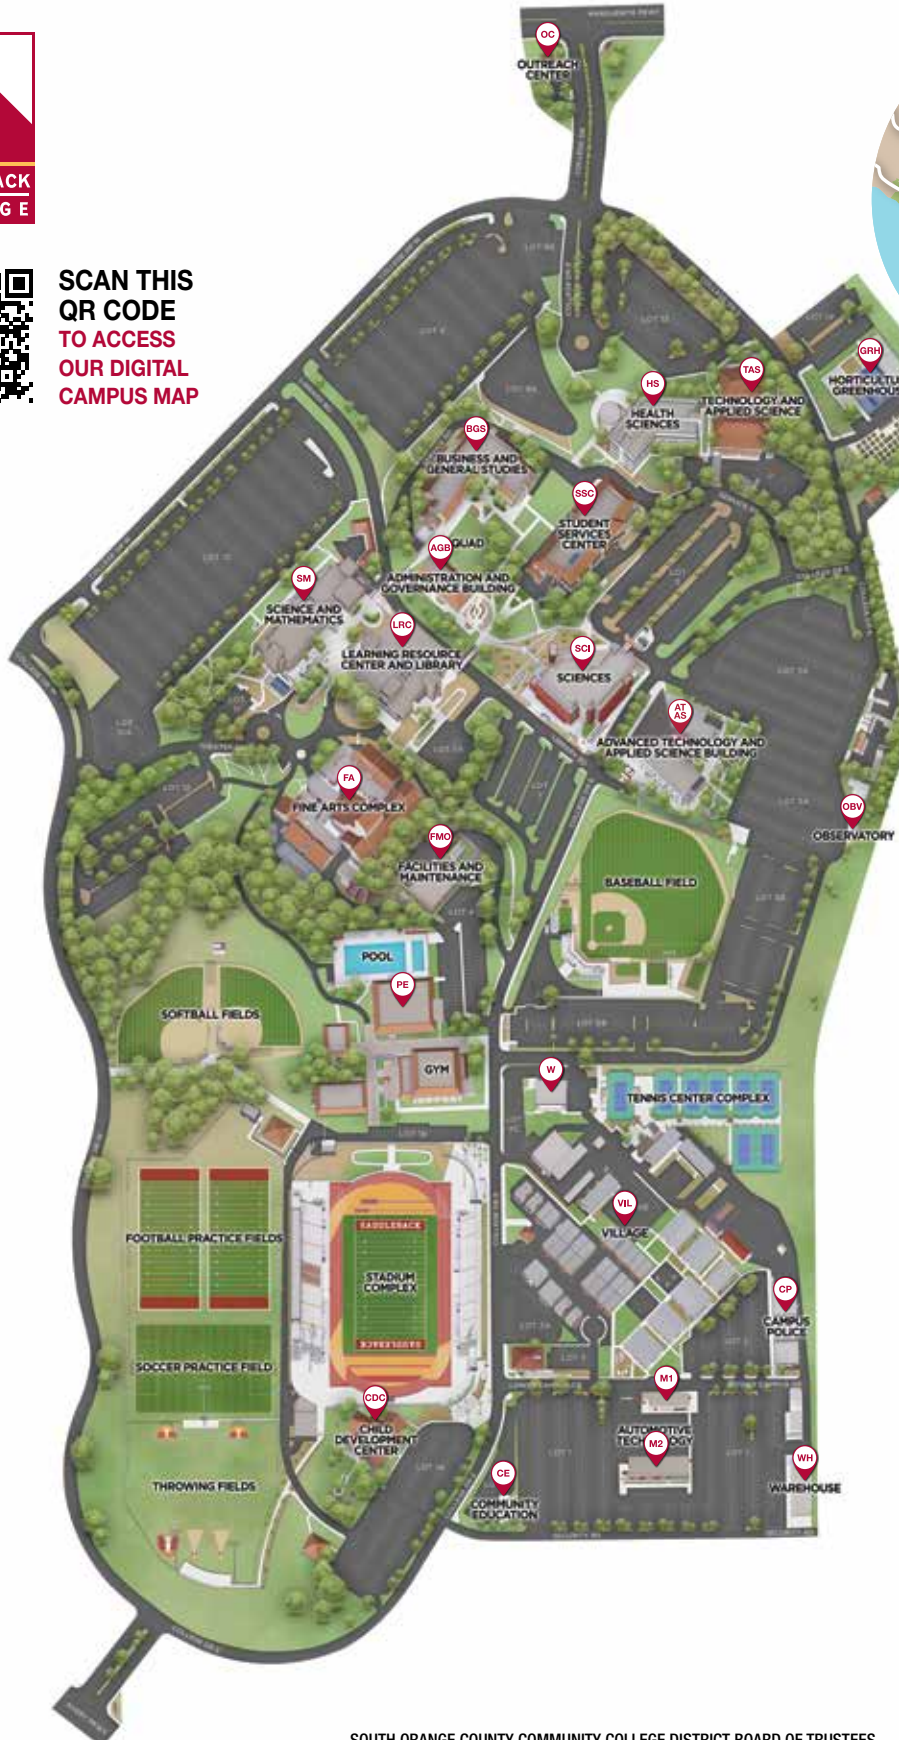 ACK
G E
SCAN THIS
QR CODE
TO ACCESS
OUR DIGITAL
CAMPUS MAP
OC
OUTREACH
CENTER
GRH
HORTICULTU
GREENHOUS
TAS
TECHNOLOGY AND
APPLIED SCIENCE
HS
HEALTH
SCIENCES
BGS
BUSINESS AND
GENERAL STUDIES
SSC
STUDENT
SERVICES
CENTER
QUAD
AGB
ADMINISTRATION AND
GOVERNANCE BUILDING
SM
SCIENCE AND
MATHEMATICS
LRC
LEARNING RESOURCE
CENTER AND LIBRARY
SCI
SCIENCES
AT
AS
ADVANCED TECHNOLOGY AND
APPLIED SCIENCE BUILDING
FA
FINE ARTS COMPLEX
OBV
OBSERVATORY
FMO
FACILITIES AND
MAINTENANCE
BASEBALL FIELD
LOT 4
POOL
PE
SOFTBALL FIELDS
GYM
W
TENNIS CENTER COMPLEX
VIL
VILLAGE
FOOTBALL PRACTICE FIELDS
SADDLEBACK
STADIUM
COMPLEX
SADDLEBACK
CP
CAMPUS
POLICE
SOCCER PRACTICE FIELD
M1
CDC
CHILD
DEVELOPMENT
CENTER
AUTOMOTIVE
TECHNOLOGY
M2
LOT 1
CE
COMMUNITY
EDUCATION
WH
WAREHOUSE
THROWING FIELDS
SOUTH ORANGE COUNTY COMMUNITY COLLEGE DISTRICT BOARD OF TRUSTEES